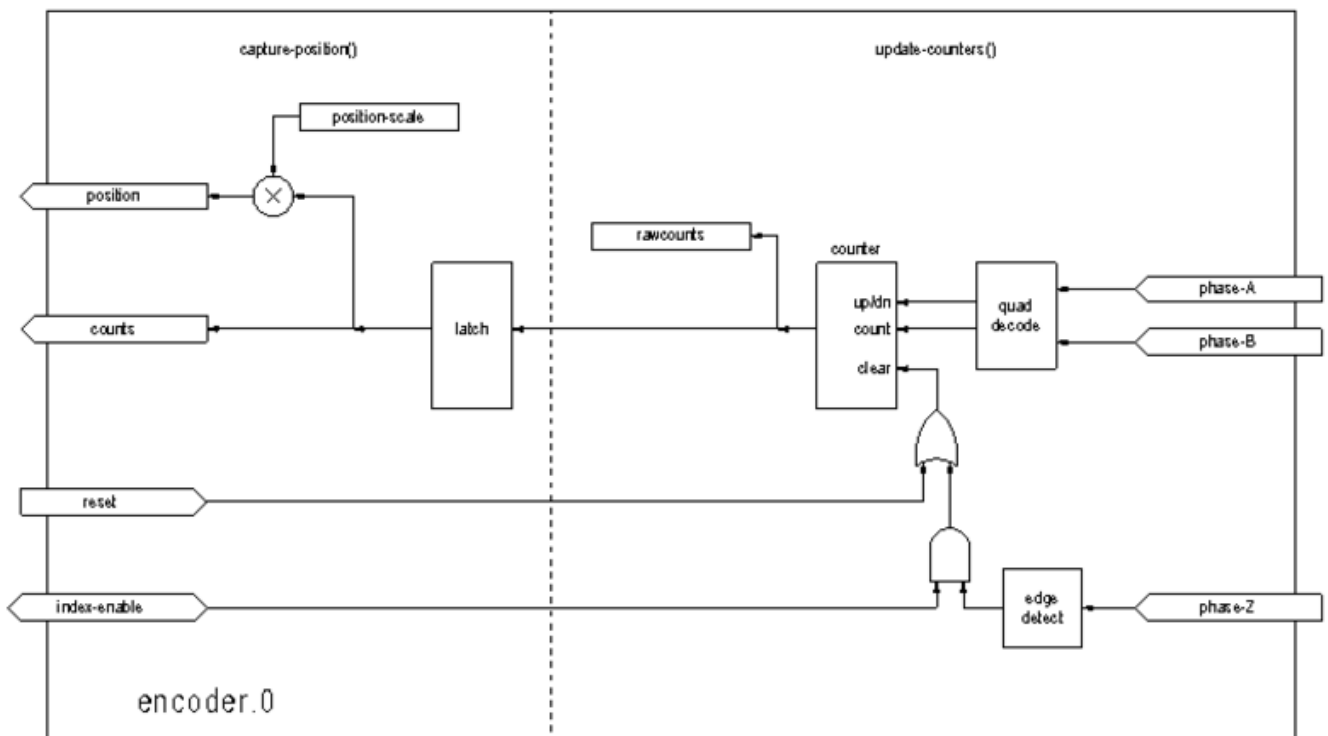 capture-position()
update-counters()
position-scale
position
rawcounts
counter
up/dn
count
clear
quad
decode
phase-A
phase-B
counts
latch
reset
index-enable
edge
detect
phase-Z
encoder.0